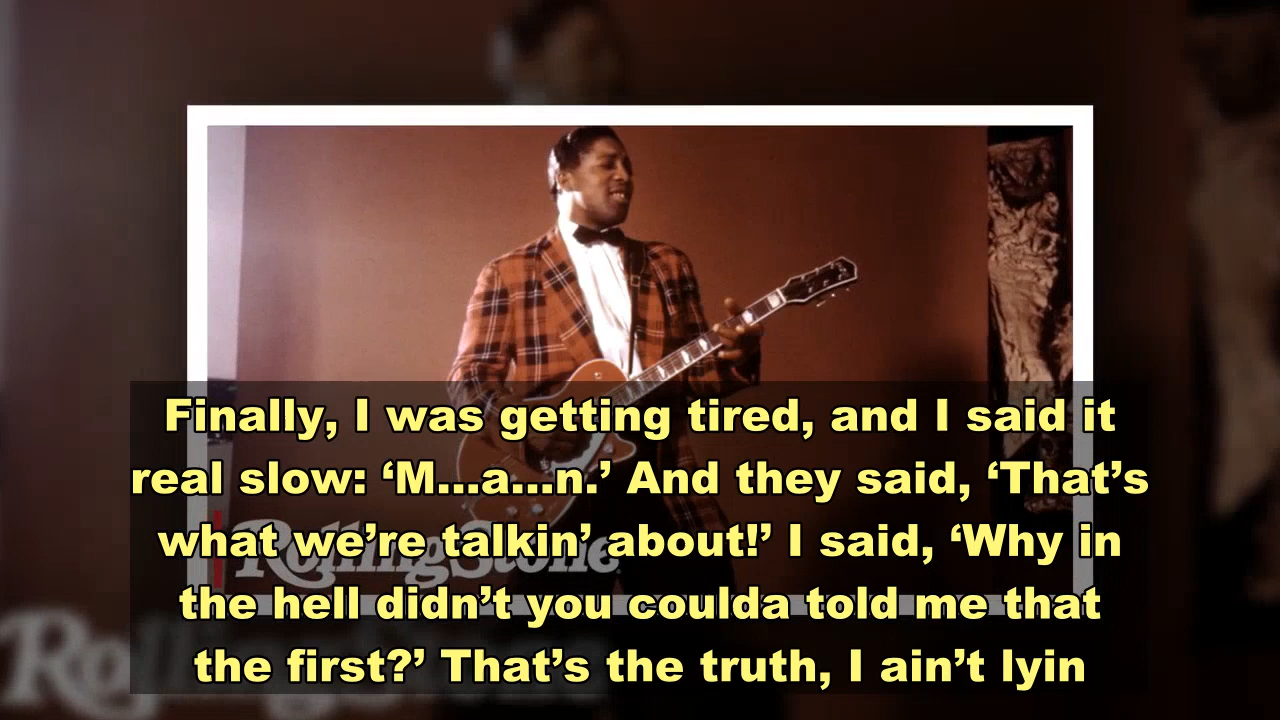 Finally, I was getting tired, and I said it
real slow: ‘M...a...n.’ And they said, ‘That’s
what we’re talkin’ about!’ I said, ‘Why in
the hell didn’t you coulda told me that
the first?’ That’s the truth, I ain’t lyin
RollingStone